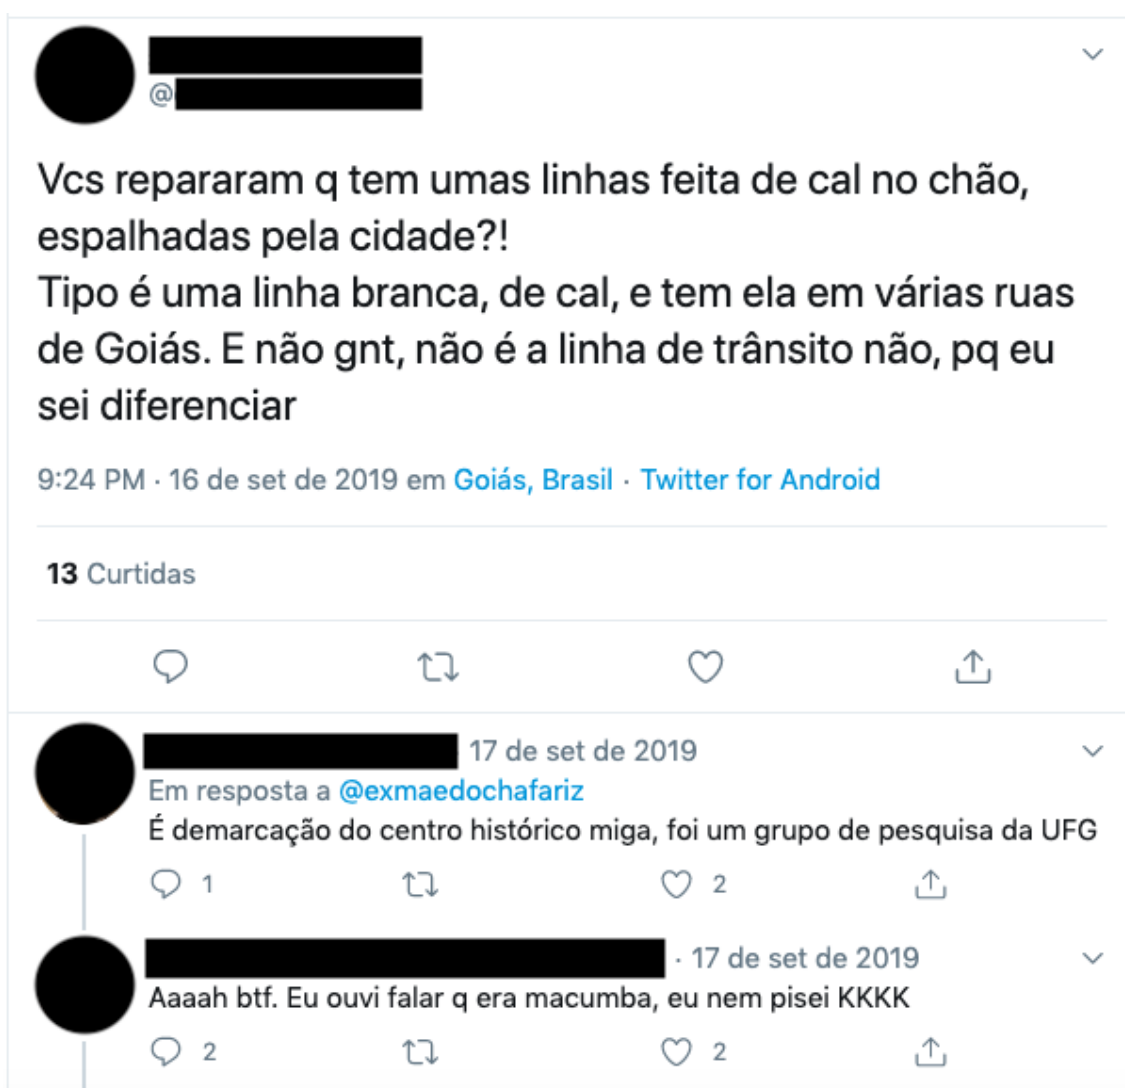 @
Vcs repararam q tem umas linhas feita de cal no chão,
espalhadas pela cidade?!
Tipo é uma linha branca, de cal, e tem ela em várias ruas
de Goiás. E não gnt, não é a linha de trânsito não, pq eu
sei diferenciar
9:24 PM · 16 de set de 2019 em Goiás, Brasil · Twitter for Android
13 Curtidas
17 de set de 2019
Em resposta a @exmaedochafariz
É demarcação do centro histórico miga, foi um grupo de pesquisa da UFG
1 2
· 17 de set de 2019
Aaaah btf. Eu ouvi falar q era macumba, eu nem pisei KKKK
2 2